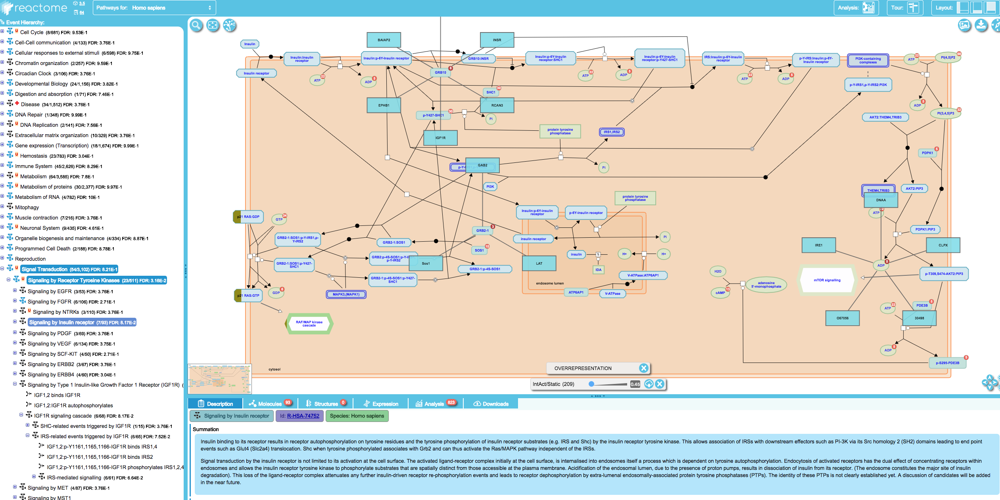 reactome
3.5
64
Pathways for: Homo sapiens
Analysis:
Tour:
Layout:
Event Hierarchy:
U Cell Cycle (8/681) FDR: 9.53E-1
Cell-Cell communication (4/133) FDR: 3.76E-1
Cellular responses to external stimuli (6/598) FDR: 9.75E-1
Chromatin organization (2/257) FDR: 9.59E-1
Circadian Clock (3/106) FDR: 3.76E-1
Developmental Biology (24/1,156) FDR: 3.82E-1
Digestion and absorption (1/71) FDR: 7.46E-1
Disease (34/1,512) FDR: 3.76E-1
DNA Repair (1/348) FDR: 9.99E-1
U DNA Replication (2/141) FDR: 7.56E-1
Extracellular matrix organization (10/329) FDR: 3.76E-1
Gene expression (Transcription) (18/1,674) FDR: 9.99E-1
U Hemostasis (23/783) FDR: 3.04E-1
Immune System (45/2,626) FDR: 8.29E-1
U Metabolism (64/3,585) FDR: 7.8E-1
U Metabolism of proteins (30/2,377) FDR: 9.97E-1
Metabolism of RNA (4/782) FDR: 10E-1
Mitophagy
Muscle contraction (7/216) FDR: 3.76E-1
U Neuronal System (9/435) FDR: 4.61E-1
Organelle biogenesis and maintenance (4/334) FDR: 8.87E-1
Programmed Cell Death (2/188) FDR: 8.78E-1
Reproduction
U Signal Transduction (54/3,102) FDR: 8.21E-1
U Signaling by Receptor Tyrosine Kinases (23/511) FDR: 3.16E-2
Signaling by EGFR (3/53) FDR: 3.76E-1
Signaling by FGFR (6/106) FDR: 2.71E-1
U Signaling by NTRKs (3/110) FDR: 3.76E-1
Signaling by Insulin receptor (7/93) FDR: 8.17E-2
Signaling by PDGF (3/69) FDR: 3.76E-1
Signaling by VEGF (6/134) FDR: 3.75E-1
Signaling by SCF-KIT (4/50) FDR: 2.71E-1
Signaling by ERBB2 (3/67) FDR: 3.76E-1
Signaling by ERBB4 (4/60) FDR: 3.04E-1
Signaling by Type 1 Insulin-like Growth Factor 1 Receptor (IGF1R) (
IGF1,2 binds IGF1R
IGF1,2:IGF1R autophosphorylates
IGF1R signaling cascade (6/68) FDR: 8.17E-2
SHC-related events triggered by IGF1R (1/15) FDR: 3.76E-1
IRS-related events triggered by IGF1R (6/65) FDR: 7.52E-2
IGF1,2:p-Y1161,1165,1166-IGF1R binds IRS1,4
IGF1,2:p-Y1161,1165,1166-IGF1R binds IRS2
IGF1,2:p-Y1161,1165,1166-IGF1R phosphorylates IRS1,2,4
IRS-mediated signalling (6/61) FDR: 6.64E-2
Signaling by MET (4/87) FDR: 3.76E-1
Signaling by MST1
BAIAP2
INSR
Insulin
Insulin:Insulin
receptor
Insulin:p-6Y-Insulin receptor
GRB10:INSR
Insulin:p-6Y-Insulin
receptor:SHC1
Insulin:p-6Y-Insulin
receptor:p-Y427-SHC1
IRS:Insulin:p-6Y-Insulin
receptor
p-Y-IRS:Insulin:p-6Y-
Insulin receptor
PI3K-containing
complexes
ATP 22
PI(4,5)P2 68
Insulin receptor
ATP 22
ADP 5
GRB10 6
ATP 22
ADP 5
ATP 22
ADP 5
p-Y-IRS1,p-Y-IRS2:PI3K
SHC1 30
EPHB1
RCAN3
ADP 5
p-Y427-SHC1 30
Pi
AKT2:THEM4,TRIB3
PI(3,4,5)P3 32
protein tyrosine
phosphatase
IRS1,IRS2
IGF1R
PDPK1 5
GAB2
p-Y-IRS1,p-Y-IRS2
Pi
PI3K
THEM4,TRIB3
AKT2:PIP3
DNAA
ATP 22
protein tyrosine
phosphatase
Insulin:p-6Y-insulin
receptor
p-6Y-insulin receptor
p21 RAS:GDP
GTP 24
GRB2-1 3
PDPK1:PIP3
GRB2-1:SOS1:p-Y-IRS1,p-
Y-IRS2
GRB2-1:SOS1
insulin receptor
Pi
SOS1 15
IRE1
CLPX
insulin
H+
H+
GRB2:p-4S-SOS1:p-Y-IRS1,
p-Y-IRS2
Sos1
LAT
GRB2-1:SOS1:p-Y427-
SHC1
GRB2-1:p-4S-SOS1
IDA
ADP 5
H2O
V-ATPase:ATP6AP1
p-T309,S474-AKT2:PIP3
GRB2-1:p-4S-SOS1:p-Y427-
SHC1
mTOR signalling
endosome lumen
adenosine
5'-monophosphate
cAMP 13
p21 RAS:GTP
GDP 6
MAPK3,(MAPK1)
ATP6AP1
V-ATPase
ATP 22
PDE3B 5
O67056
30498
RAF/MAP kinase
cascade
ADP 5
p-S295-PDE3B 5
cytosol
OVERREPRESENTATION
IntAct/Static (209) 0.45
Description
Molecules 93
Structures 0
Expression
Analysis 823
Downloads
Signaling by Insulin receptor
Id: R-HSA-74752
Species: Homo sapiens
Summation
Insulin binding to its receptor results in receptor autophosphorylation on tyrosine residues and the tyrosine phosphorylation of insulin receptor substrates (e.g. IRS and Shc) by the insulin receptor tyrosine kinase. This allows association of IRSs with downstream effectors such as PI-3K via its Src homology 2 (SH2) domains leading to end point
events such as Glut4 (Slc2a4) translocation. Shc when tyrosine phosphorylated associates with Grb2 and can thus activate the Ras/MAPK pathway independent of the IRSs.
Signal transduction by the insulin receptor is not limited to its activation at the cell surface. The activated ligand-receptor complex initially at the cell surface, is internalised into endosomes itself a process which is dependent on tyrosine autophosphorylation. Endocytosis of activated receptors has the dual effect of concentrating receptors within
endosomes and allows the insulin receptor tyrosine kinase to phosphorylate substrates that are spatially distinct from those accessible at the plasma membrane. Acidification of the endosomal lumen, due to the presence of proton pumps, results in dissociation of insulin from its receptor. (The endosome constitutes the major site of insulin
degradation). This loss of the ligand-receptor complex attenuates any further insulin-driven receptor re-phosphorylation events and leads to receptor dephosphorylation by extra-lumenal endosomally-associated protein tyrosine phosphatases (PTPs). The identity of these PTPs is not clearly established yet. A discussion of candidates will be added
in the near future.